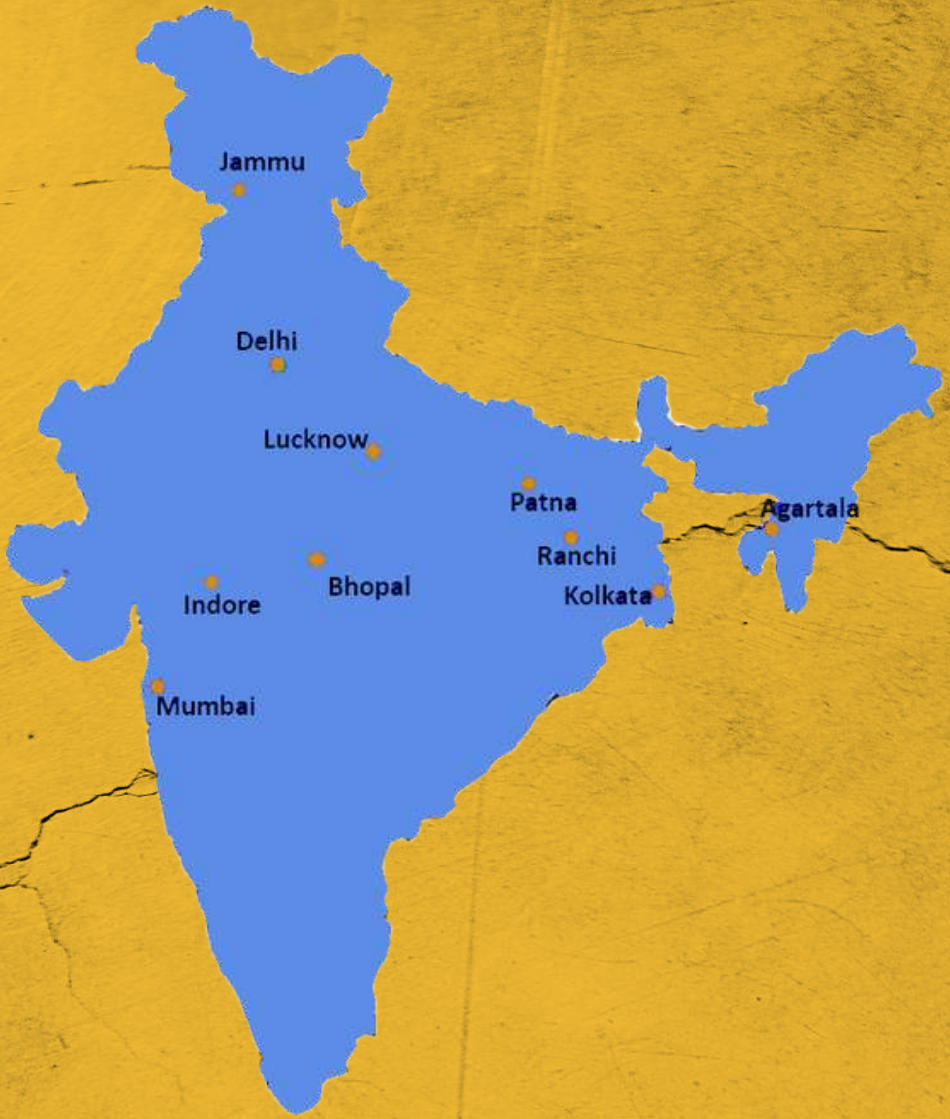 Jammu
Delhi
Lucknow
Patna
Agartala
Ranchi
Bhopal
Kolkata
Indore
Mumbai